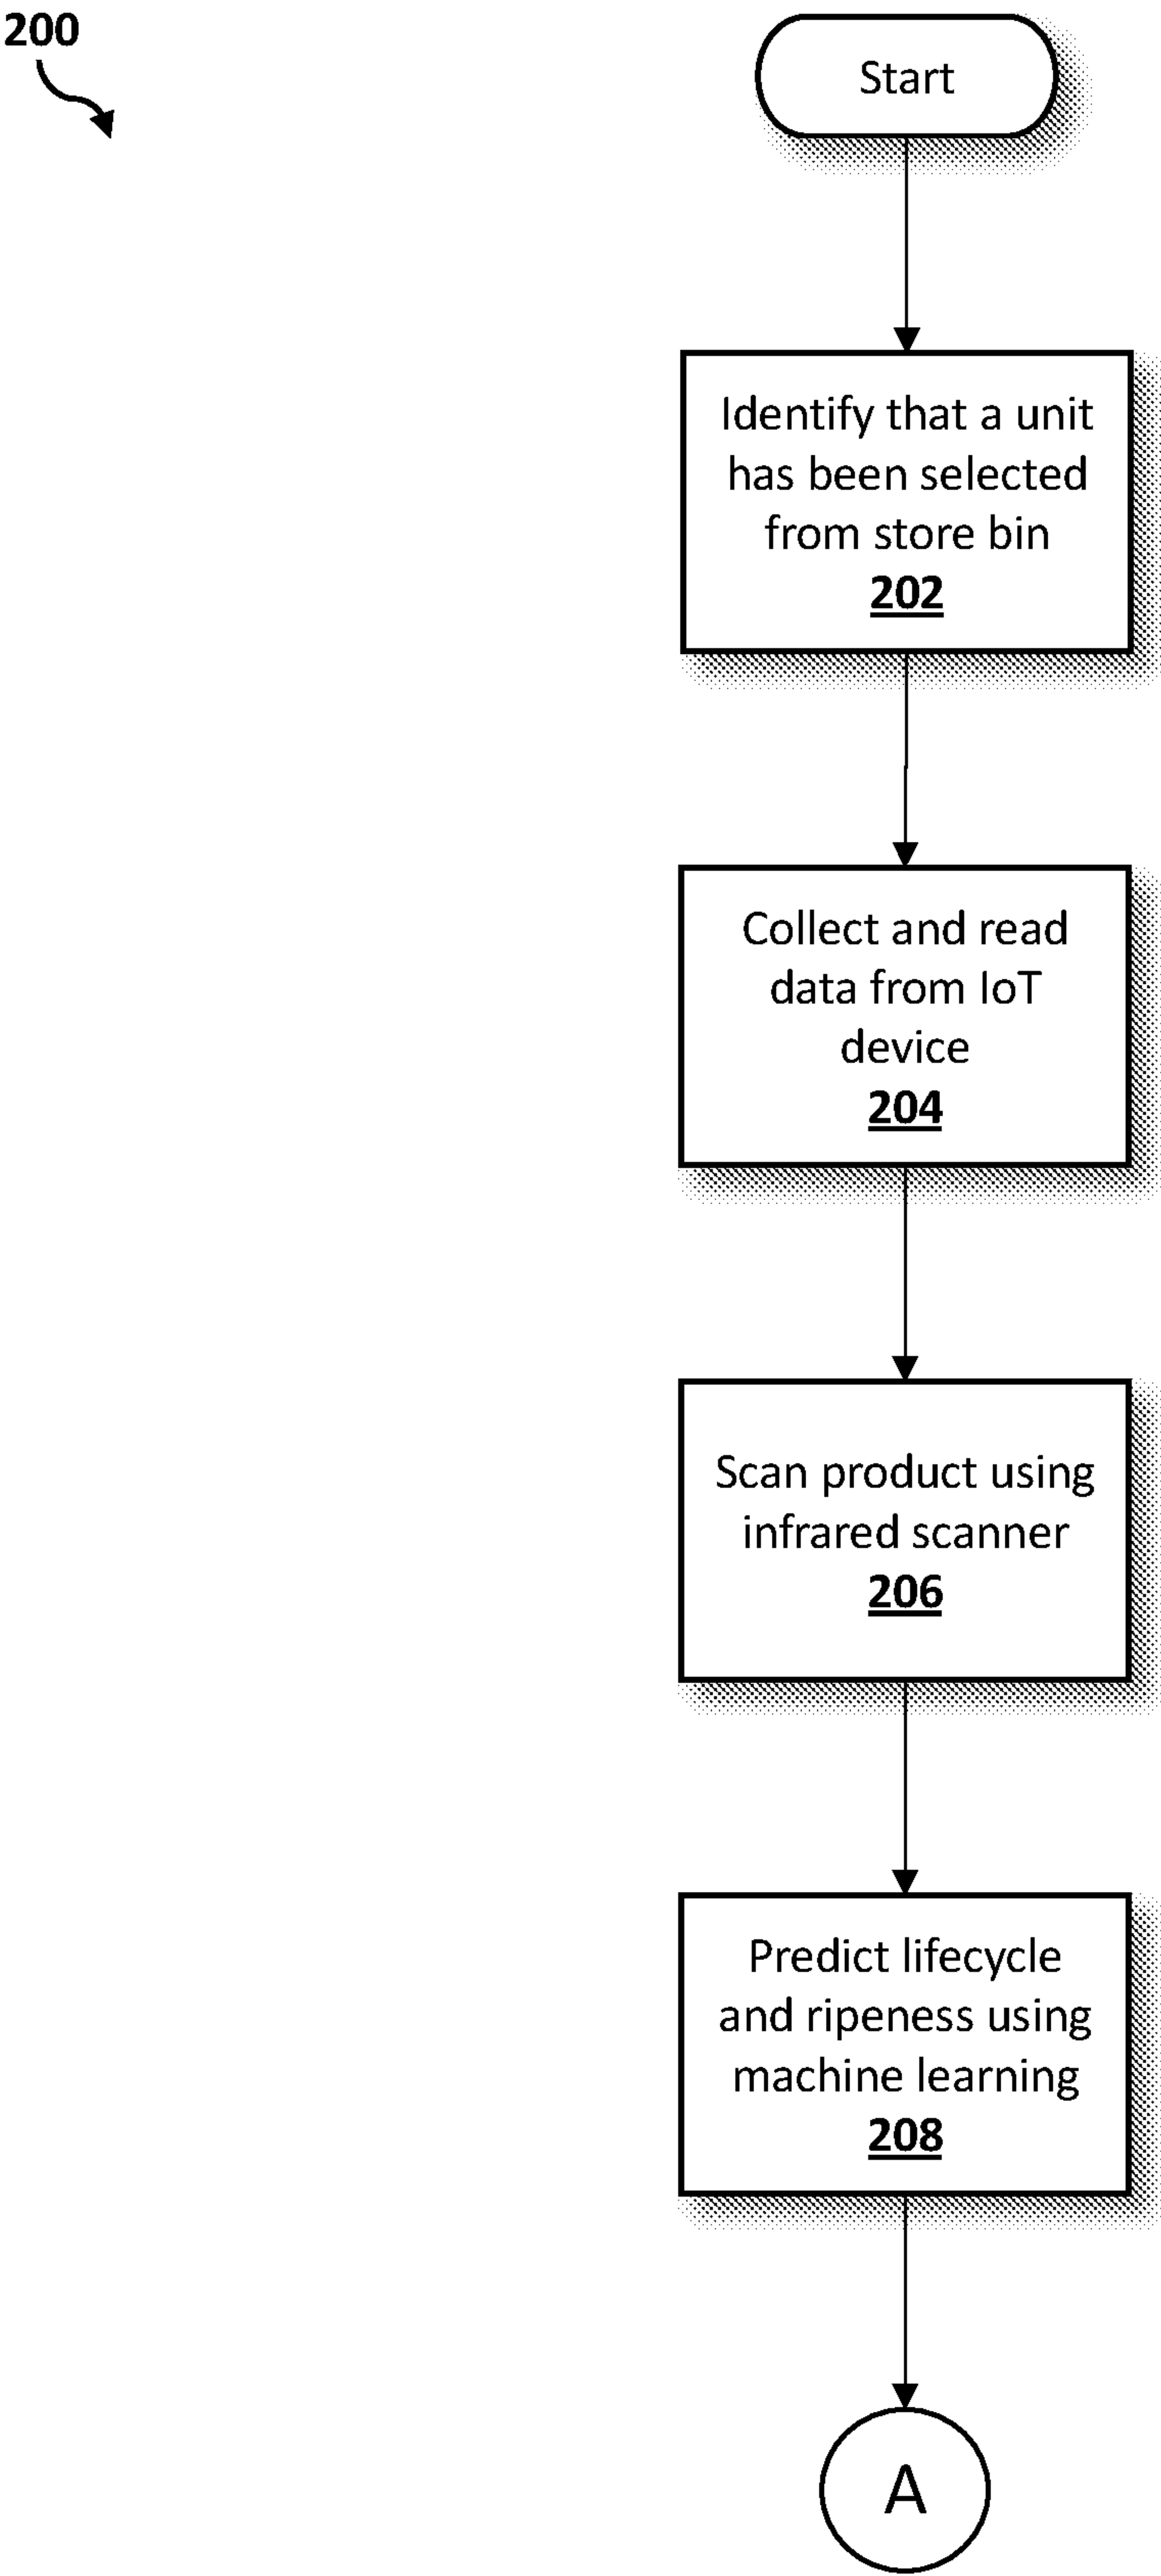 200
Start
Identify that a unit
has been selected
from store bin
202
Collect and read
data from IoT
device
204
Scan product using
infrared scanner
206
Predict lifecycle
and ripeness using
machine learning
208
A